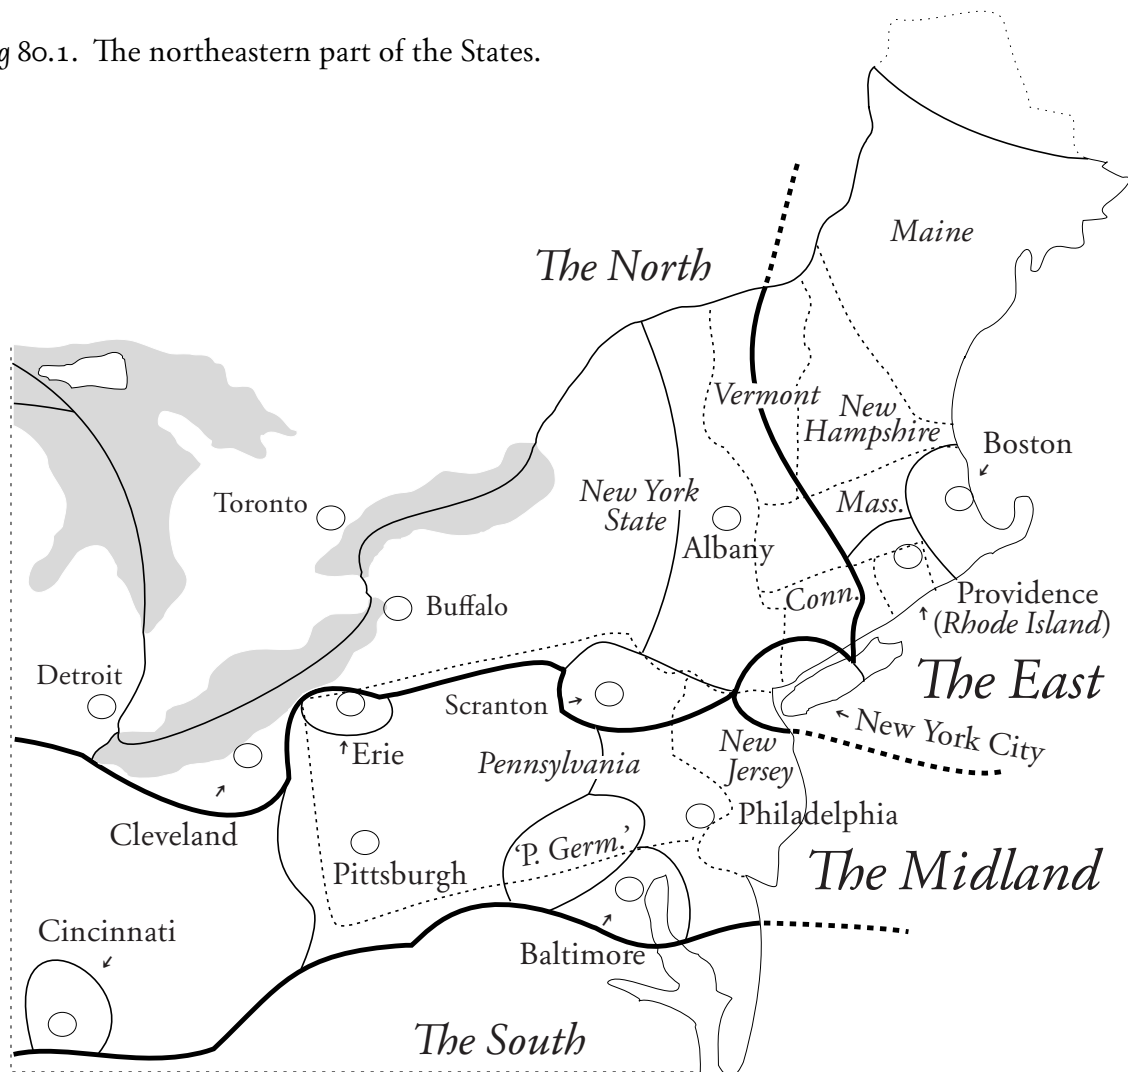 g 80.1. The northeastern part of the States.
Maine
The North
Vermont
New
Hampshire
Boston
Toronto
New York
State
Mass.
Albany
Buffalo
Conn.
Providence
(Rhode Island)
Detroit
The East
Scranton
New York City
Erie
Pennsylvania
New
Jersey
Cleveland
Philadelphia
'P. Germ.'
Pittsburgh
The Midland
Cincinnati
Baltimore
The South